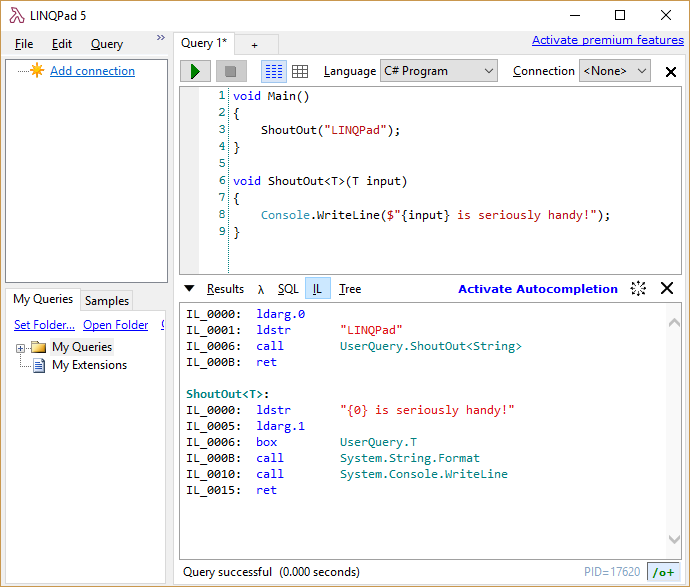 LINQPad 5
File Edit Query »
Add connection
My Queries Samples
Set Folder... Open Folder
My Queries
My Extensions
Query 1* +
Activate premium features
Language C# Program Connection <None>
1 void Main()
2 {
3 ShoutOut("LINQPad");
4 }
5
6 void ShoutOut<T>(T input)
7 {
8 Console.WriteLine($"{input} is seriously handy!");
9 }
Results λ SQL IL Tree Activate Autocompletion
IL_0000: ldarg.0
IL_0001: ldstr "LINQPad"
IL_0006: call UserQuery.ShoutOut<String>
IL_000B: ret
ShoutOut<T>:
IL_0000: ldstr "{0} is seriously handy!"
IL_0005: ldarg.1
IL_0006: box UserQuery.T
IL_000B: call System.String.Format
IL_0010: call System.Console.WriteLine
IL_0015: ret
Query successful (0.000 seconds) PID=17620 /o+